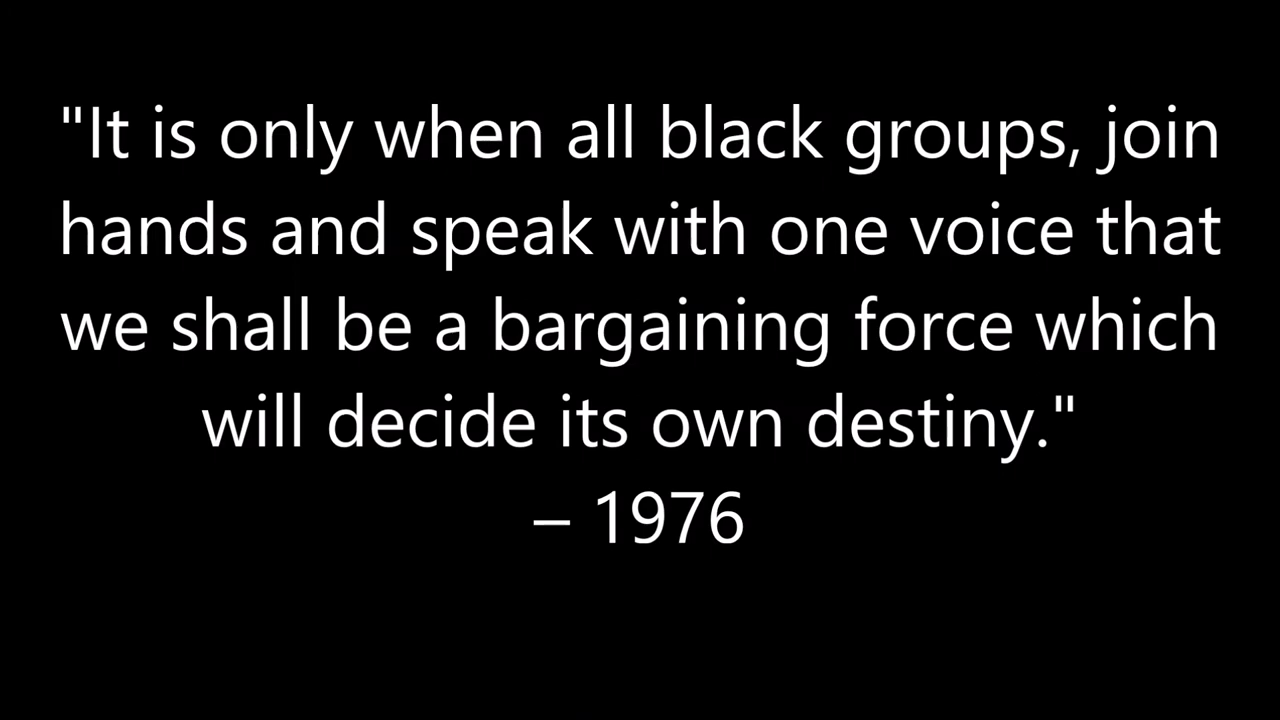 "It is only when all black groups, join
hands and speak with one voice that
we shall be a bargaining force which
will decide its own destiny."
– 1976